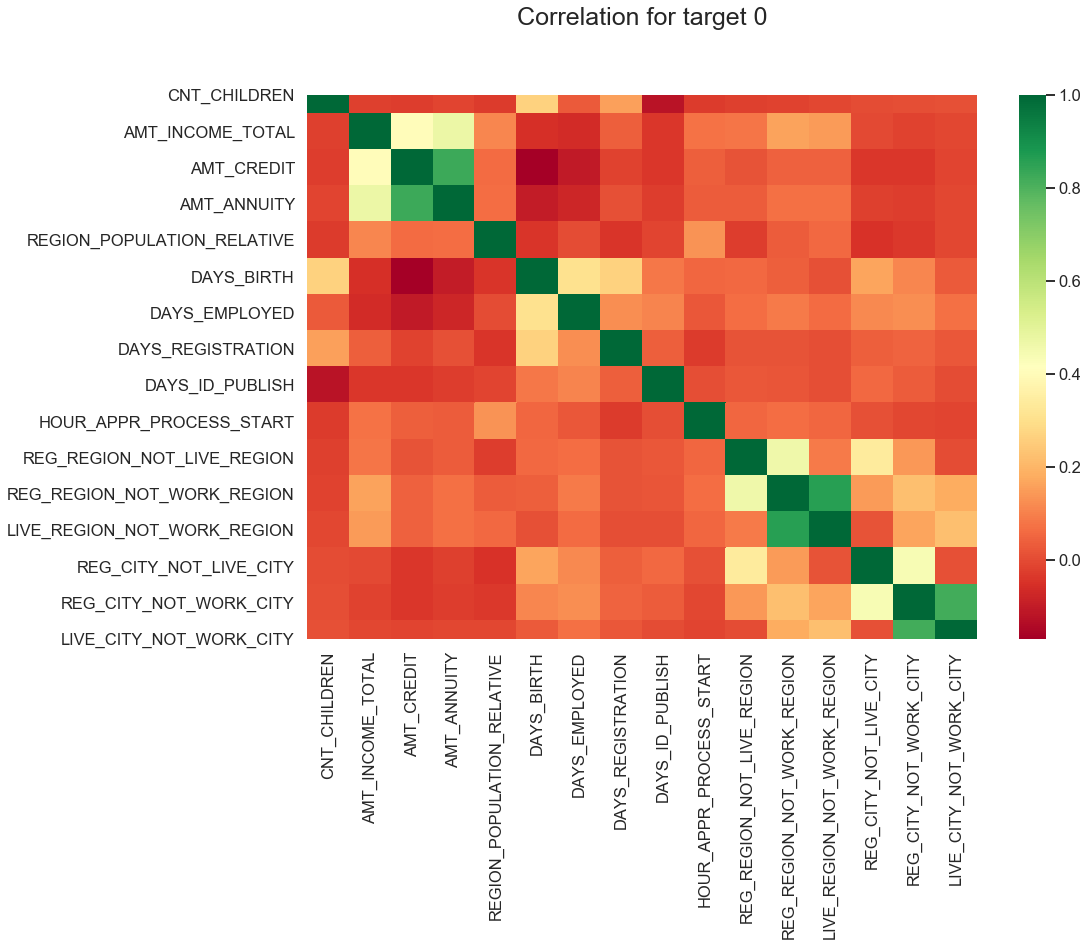 Correlation for target 0
CNT_CHILDREN
AMT_INCOME_TOTAL
AMT_CREDIT
AMT_ANNUITY
REGION_POPULATION_RELATIVE
DAYS_BIRTH
DAYS_EMPLOYED
DAYS_REGISTRATION
DAYS_ID_PUBLISH
HOUR_APPR_PROCESS_START
REG_REGION_NOT_LIVE_REGION
REG_REGION_NOT_WORK_REGION
LIVE_REGION_NOT_WORK_REGION
REG_CITY_NOT_LIVE_CITY
REG_CITY_NOT_WORK_CITY
LIVE_CITY_NOT_WORK_CITY
CNT_CHILDREN
AMT_INCOME_TOTAL
AMT_CREDIT
AMT_ANNUITY
REGION_POPULATION_RELATIVE
DAYS_BIRTH
DAYS_EMPLOYED
DAYS_REGISTRATION
DAYS_ID_PUBLISH
HOUR_APPR_PROCESS_START
REG_REGION_NOT_LIVE_REGION
REG_REGION_NOT_WORK_REGION
LIVE_REGION_NOT_WORK_REGION
REG_CITY_NOT_LIVE_CITY
REG_CITY_NOT_WORK_CITY
LIVE_CITY_NOT_WORK_CITY
1.0
0.8
0.6
0.4
0.2
0.0